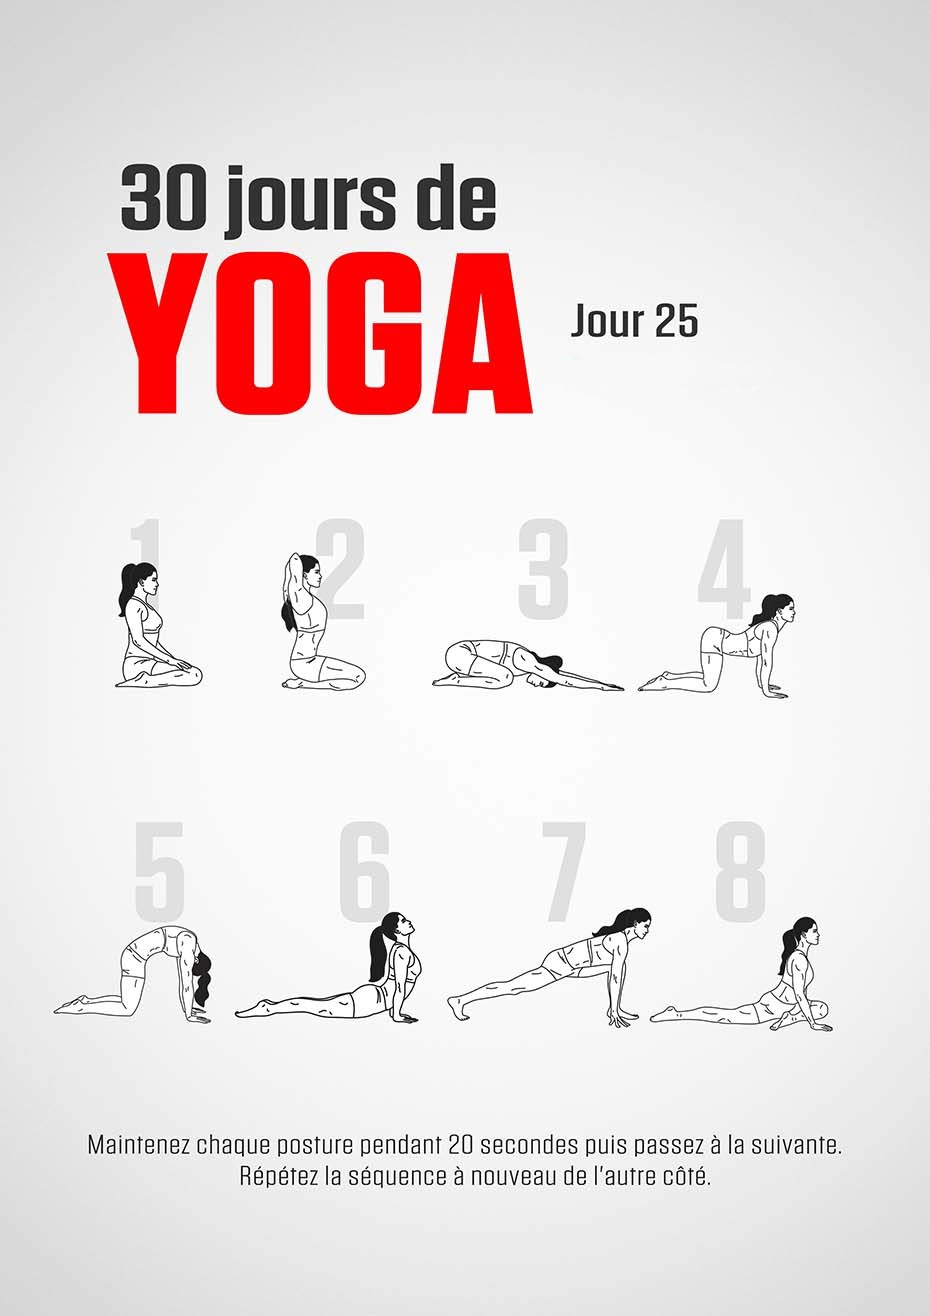 30 jours de
YOGA
Jour 25
1 2 3 4
5 6 7 8
Maintenez chaque posture pendant 20 secondes puis passez à la suivante.
Répétez la séquence à nouveau de l'autre côté.